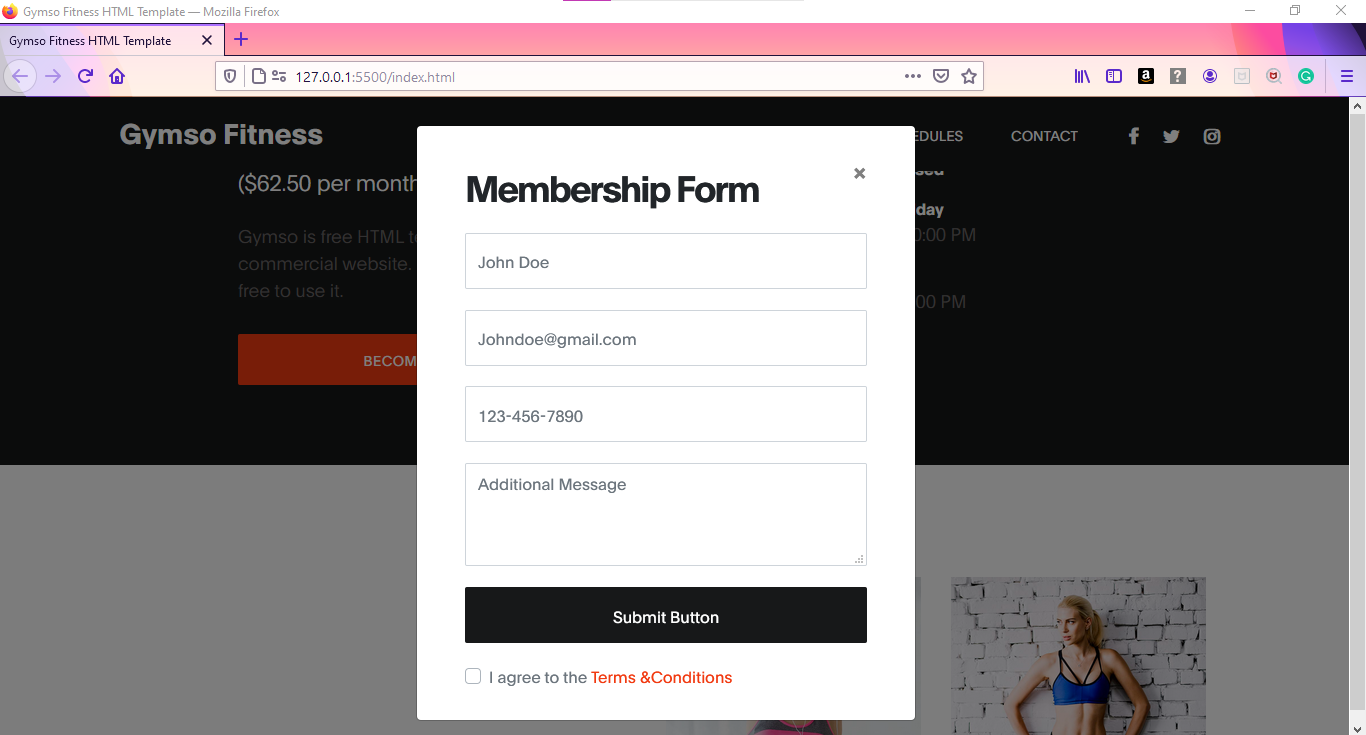 Gymso Fitness HTML Template — Mozilla Firefox
Gymso Fitness HTML Template
127.0.0.1:5500/index.html
Gymso Fitness
CONTACT
($62.50 per month
Gymso is free HTML
commercial website.
free to use it.
BECOM
day
0:00 PM
:00 PM
Membership Form
John Doe
Johndoe@gmail.com
123-456-7890
Additional Message
Submit Button
I agree to the Terms &Conditions